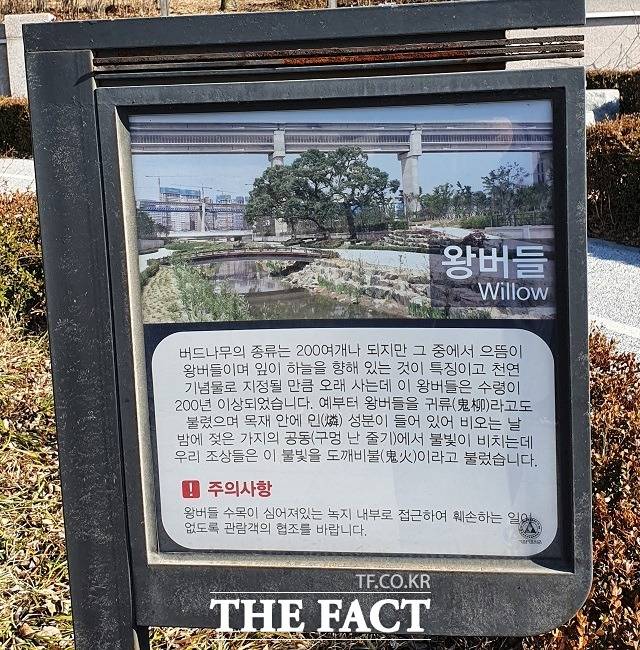 왕버들
Willow
버드나무의 종류는 200여개나 되지만 그 중에서 으뜸이
왕버들이며 잎이 하늘을 향해 있는 것이 특징이고 천연
기념물로 지정될 만큼 오래 사는데 이 왕버들은 수령이
200년 이상되었습니다. 예부터 왕버들을 귀류(鬼柳)라고도
불렸으며 목재 안에 인(燐) 성분이 들어 있어 비오는 날
밤에 젖은 가지의 공동(구멍 난 줄기)에서 불빛이 비치는데
우리 조상들은 이 불빛을 도깨비불(鬼火)이라고 불렀습니다.
! 주의사항
왕버들 수목이 심어져있는 녹지 내부로 접근하여 훼손하는 일이
없도록 관람객의 협조를 바랍니다.
TF.CO.KR
THE FACT